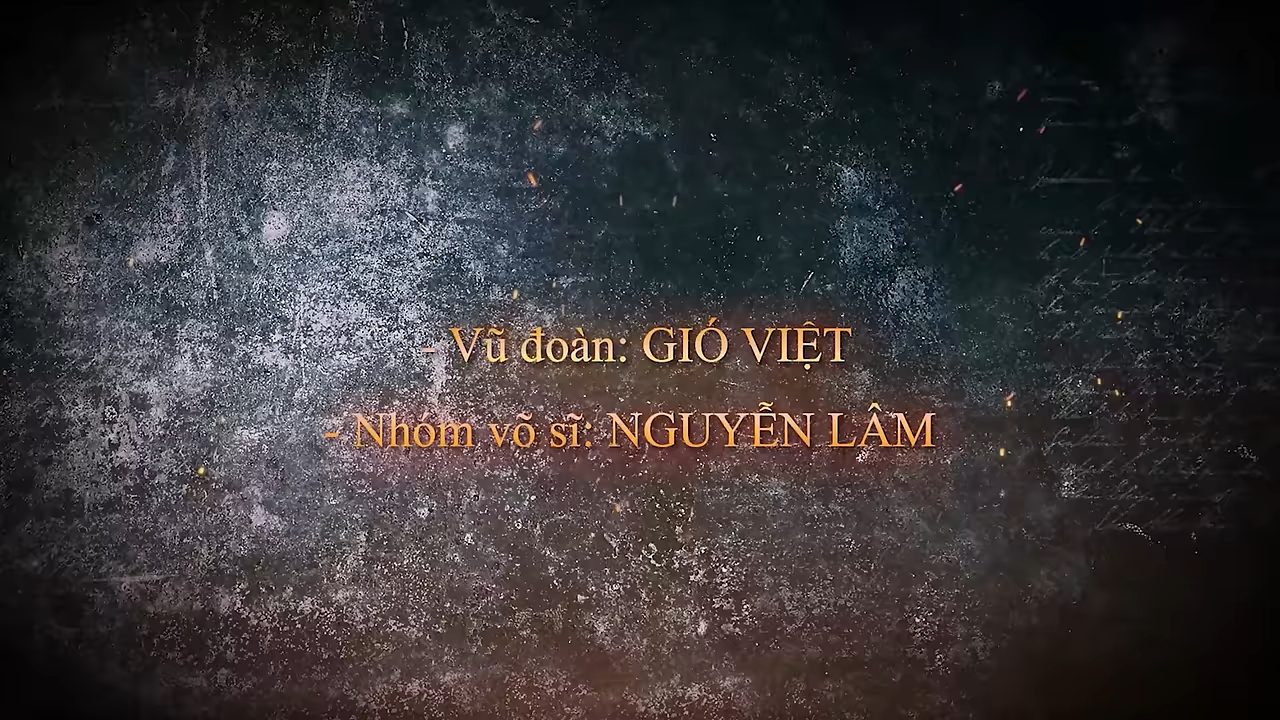 - Vũ đoàn: GIÓ VIỆT
- Nhóm võ sĩ: NGUYỄN LÂM